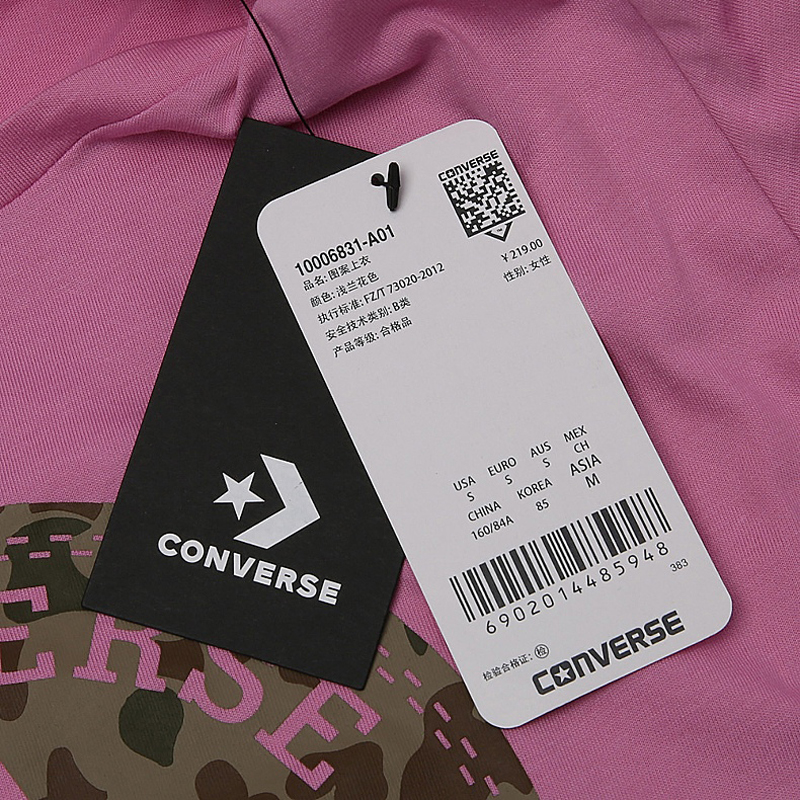 CONVERSE
10006831-A01
品名: 图案上衣
¥ 219.00
颜色: 浅兰花色
性别: 女性
执行标准: FZ/T 73020-2012
安全技术类别: B类
产品等级: 合格品
USA EURO AUS MEX
S S S CH
CHINA KOREA ASIA
160/84A 85 M
6902014485948
383
检验合格证: 检
CONVERSE
CONVERSE
ERSE